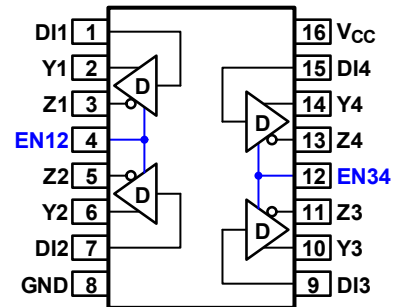 DI1 1
Y1 2
Z1 3
EN12 4
Z2 5
Y2 6
DI2 7
GND 8
D
D
D
D
16 VCC
15 DI4
14 Y4
13 Z4
12 EN34
11 Z3
10 Y3
9 DI3